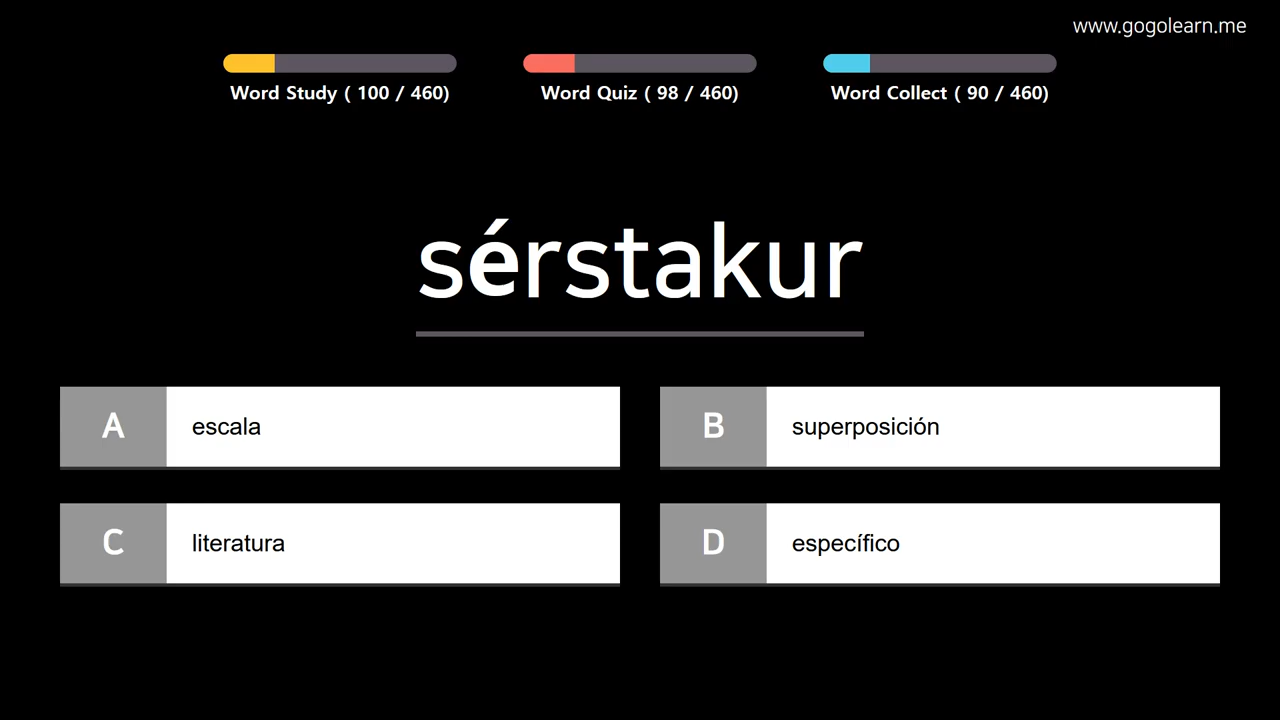 www.gogolearn.me
Word Study ( 100 / 460)
Word Quiz ( 98 / 460)
Word Collect ( 90 / 460)
sérstakur
A escala
B superposición
C literatura
D específico